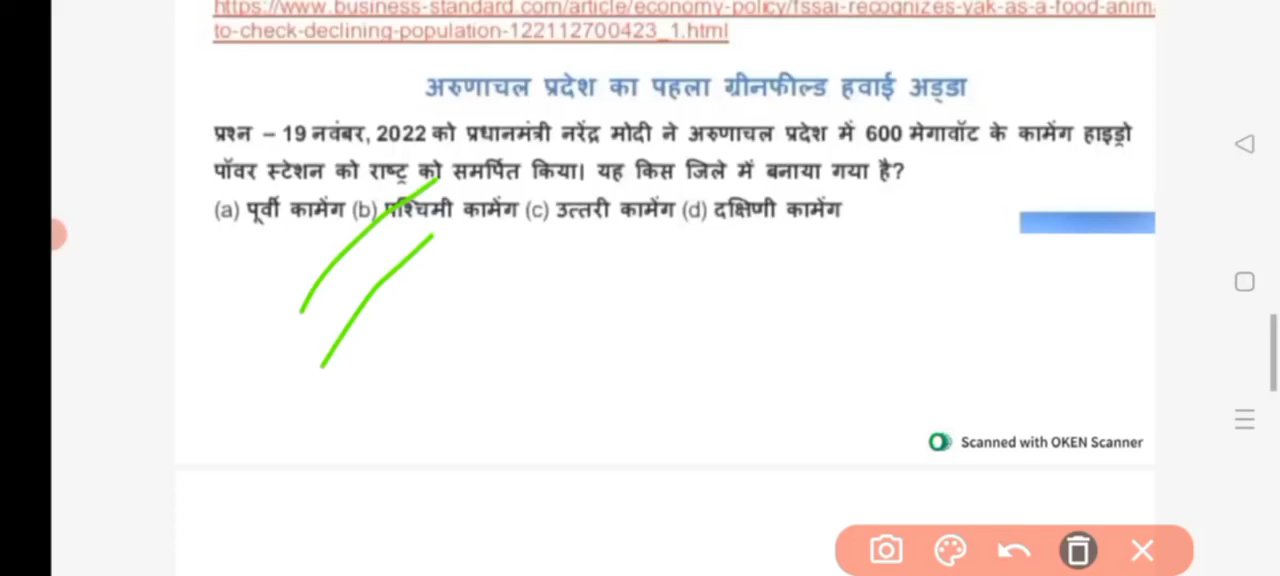 https://www.business-standard.com/article/economy-policy/fssai-recognizes-yak-as-a-food-anim
to-check-declining-population-122112700423_1.html
अरुणाचल प्रदेश का पहला ग्रीनफील्ड हवाई अड्डा
प्रश्न – 19 नवंबर, 2022 को प्रधानमंत्री नरेंद्र मोदी ने अरुणाचल प्रदेश में 600 मेगावॉट के कामेंग हाइड्रो
पॉवर स्टेशन को राष्ट्र को समर्पित किया। यह किस जिले में बनाया गया है?
(a) पूर्वी कामेंग (b) पश्चिमी कामेंग (c) उत्तरी कामेंग (d) दक्षिणी कामेंग
Scanned with OKEN Scanner